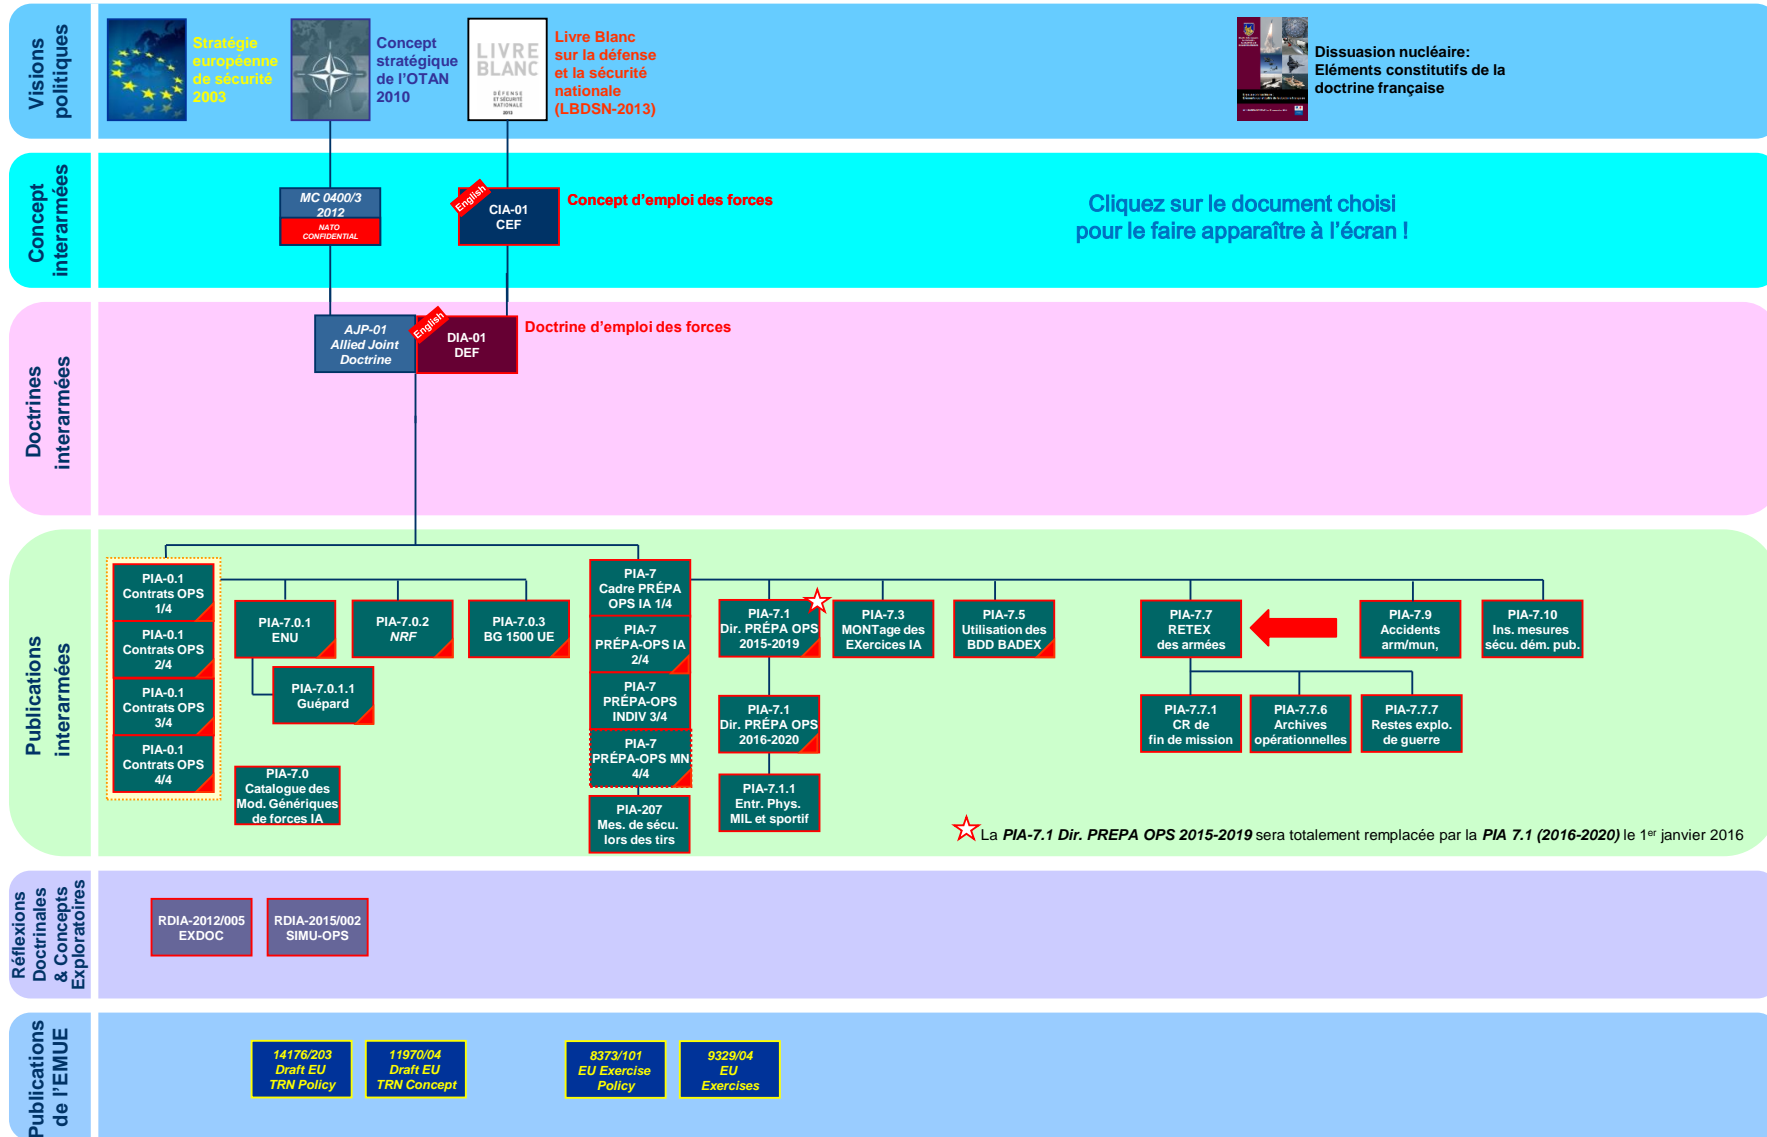 Visions
politiques
Stratégie
européenne
de sécurité
2003
Concept
stratégique
de l'OTAN
2010
LIVRE
BLANC
DÉFENSE
ET SÉCURITÉ
NATIONALE
2013
Livre Blanc
sur la défense
et la sécurité
nationale
(LBDSN-2013)
Dissuasion nucléaire:
Eléments constitutifs de la
doctrine française
Concept
interarmées
MC 0400/3
2012
NATO
CONFIDENTIAL
English
CIA-01
CEF
Concept d'emploi des forces
Cliquez sur le document choisi
pour le faire apparaître à l'écran !
Doctrines
interarmées
AJP-01
Allied Joint
Doctrine
English
DIA-01
DEF
Doctrine d'emploi des forces
Publications
interarmées
PIA-0.1
Contrats OPS
1/4
PIA-0.1
Contrats OPS
2/4
PIA-0.1
Contrats OPS
3/4
PIA-0.1
Contrats OPS
4/4
PIA-7.0.1
ENU
PIA-7.0.1.1
Guépard
PIA-7.0
Catalogue des
Mod. Génériques
de forces IA
PIA-7.0.2
NRF
PIA-7.0.3
BG 1500 UE
PIA-7
Cadre PRÉPA
OPS IA 1/4
PIA-7
PRÉPA-OPS IA
2/4
PIA-7
PRÉPA-OPS
INDIV 3/4
PIA-7
PRÉPA-OPS MN
4/4
PIA-207
Mes. de sécu.
lors des tirs
PIA-7.1
Dir. PRÉPA OPS
2015-2019
PIA-7.1
Dir. PRÉPA OPS
2016-2020
PIA-7.1.1
Entr. Phys.
MIL et sportif
PIA-7.3
MONTage des
EXercices IA
PIA-7.5
Utilisation des
BDD BADEX
PIA-7.7
RETEX
des armées
PIA-7.7.1
CR de
fin de mission
PIA-7.7.6
Archives
opérationnelles
PIA-7.7.7
Restes explo.
de guerre
PIA-7.9
Accidents
arm/mun,
PIA-7.10
Ins. mesures
sécu. dém. pub.
La PIA-7.1 Dir. PREPA OPS 2015-2019 sera totalement remplacée par la PIA 7.1 (2016-2020) le 1er janvier 2016
Réflexions
Doctrinales
& Concepts
Exploratoires
RDIA-2012/005
EXDOC
RDIA-2015/002
SIMU-OPS
Publications
de l'EMUE
14176/203
Draft EU
TRN Policy
11970/04
Draft EU
TRN Concept
8373/101
EU Exercise
Policy
9329/04
EU
Exercises